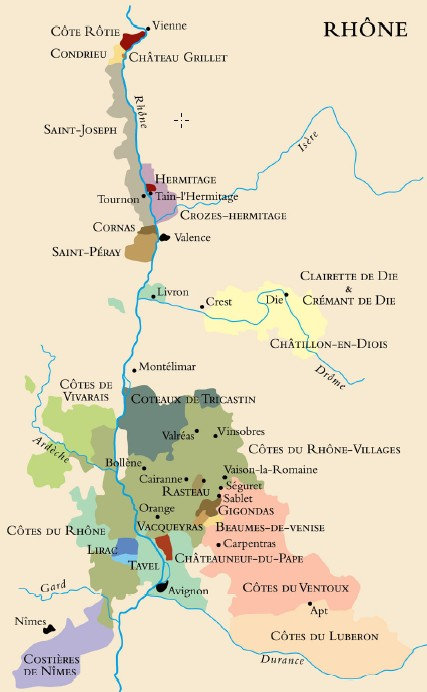 RHÔNE
CÔTE RÔTIE
Vienne
CONDRIEU
CHÂTEAU GRILLET
Rhône
SAINT-JOSEPH
Isère
HERMITAGE
Tain-l'Hermitage
Tournon
CROZES-HERMITAGE
CORNAS
Valence
SAINT-PÉRAY
CLAIRETTE DE DIE
&
CRÉMANT DE DIE
Livron
Crest
Die
CHÂTILLON-EN-DIOIS
Drôme
Montélimar
CÔTES DE
VIVARAIS
COTEAUX DE TRICASTIN
Valréas
Vinsobres
Ardèche
CÔTES DU RHÔNE-VILLAGES
Bollène
Vaison-la-Romaine
Cairanne
Séguret
RASTEAU
Sablet
Orange
GIGONDAS
VACQUEYRAS
BEAUMES-DE-VENISE
CÔTES DU RHÔNE
Carpentras
LIRAC
CHÂTEAUNEUF-DU-PAPE
TAVEL
Gard
Avignon
CÔTES DU VENTOUX
Apt
Nîmes
CÔTES DU LUBERON
Durance
COSTIÈRES
DE NÎMES